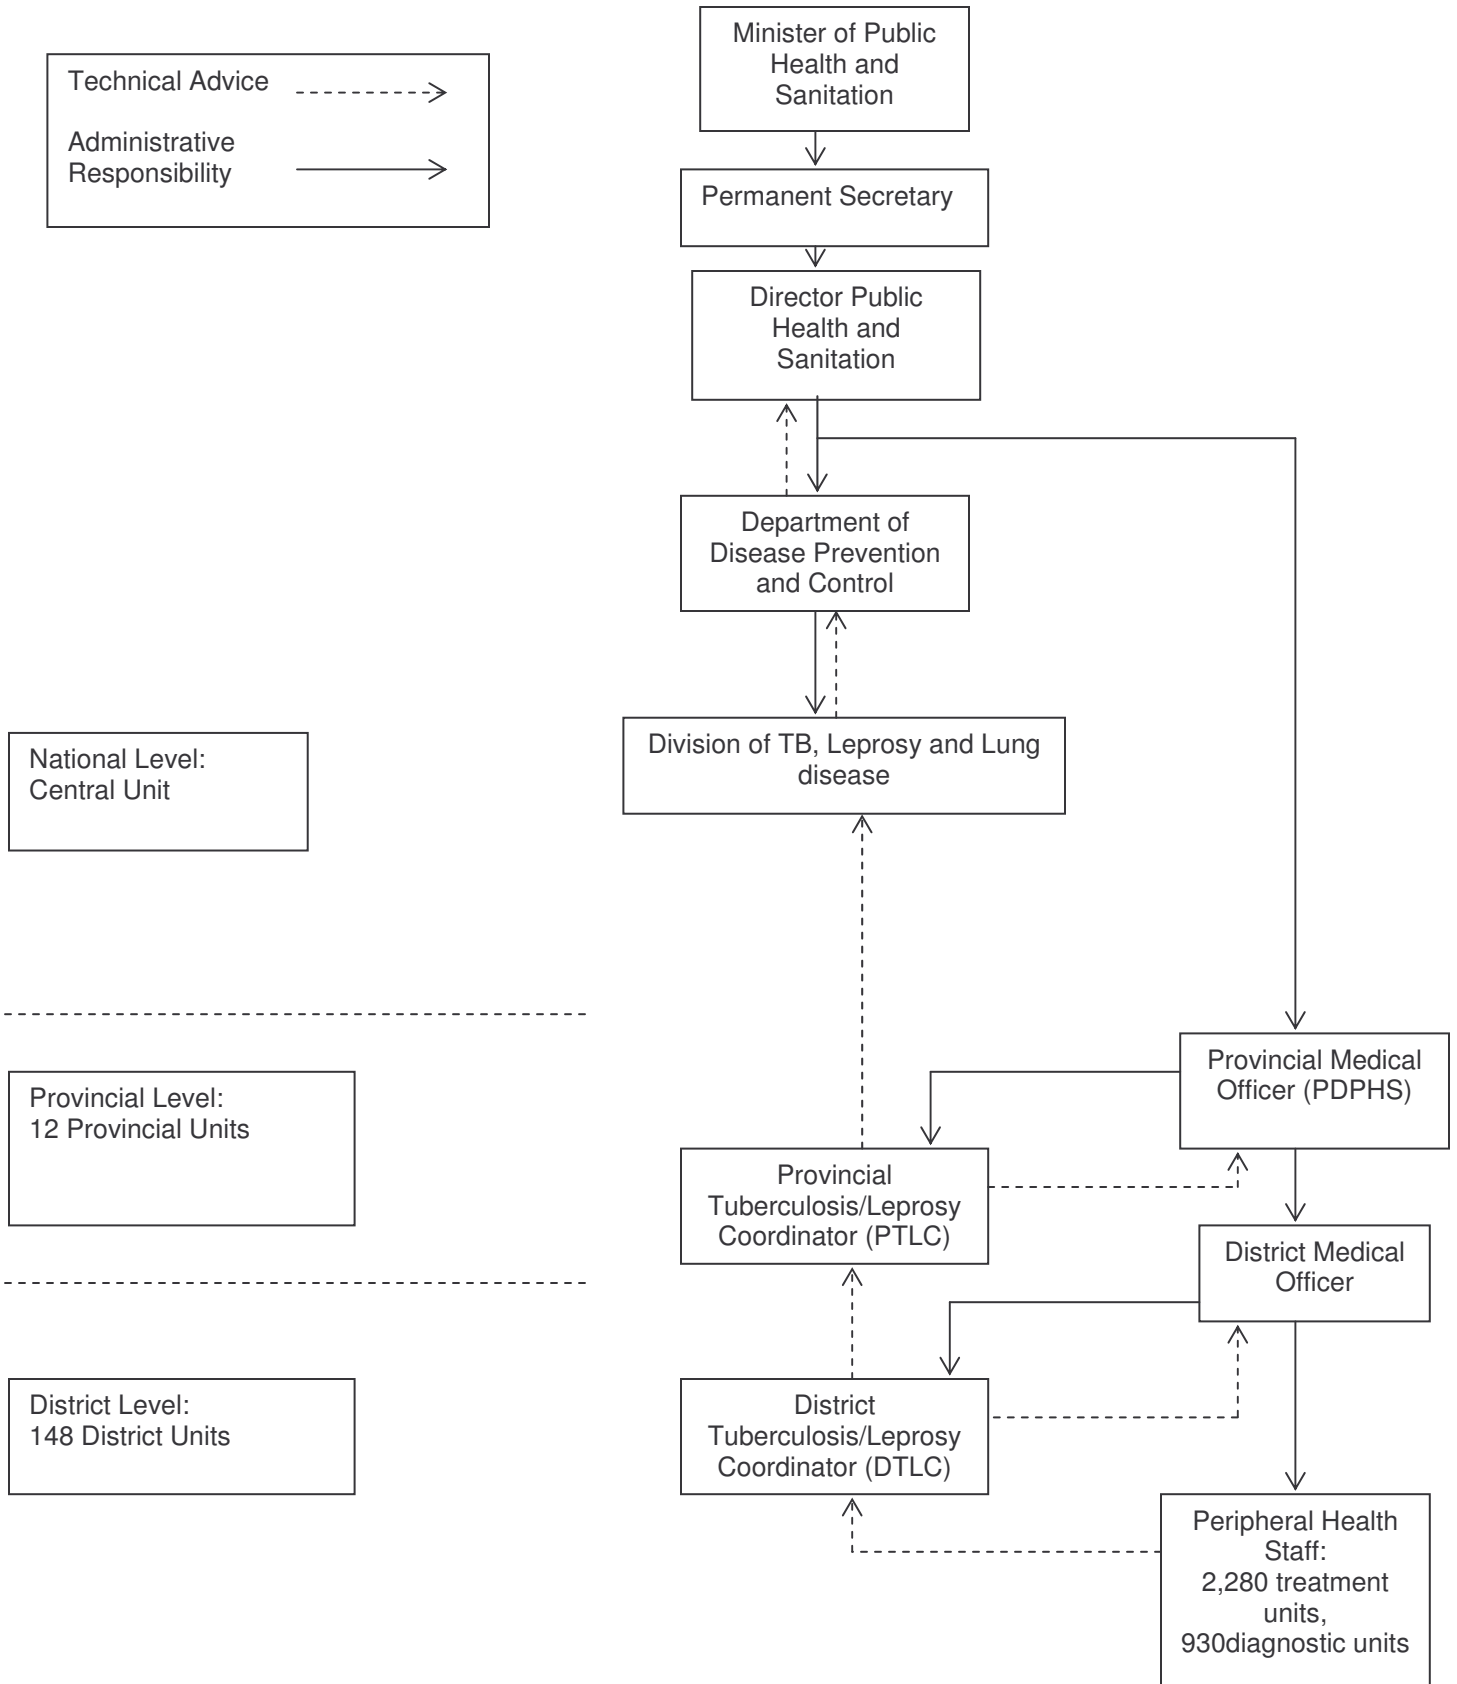 Minister of Public
Health and
Sanitation
Technical Advice
Administrative
Responsibility
Permanent Secretary
Director Public
Health and
Sanitation
Department of
Disease Prevention
and Control
Division of TB, Leprosy and Lung
disease
National Level:
Central Unit
Provincial Medical
Officer (PDPHS)
Provincial Level:
12 Provincial Units
Provincial
Tuberculosis/Leprosy
Coordinator (PTLC)
District Medical
Officer
District Level:
148 District Units
District
Tuberculosis/Leprosy
Coordinator (DTLC)
Peripheral Health
Staff:
2,280 treatment
units,
930diagnostic units